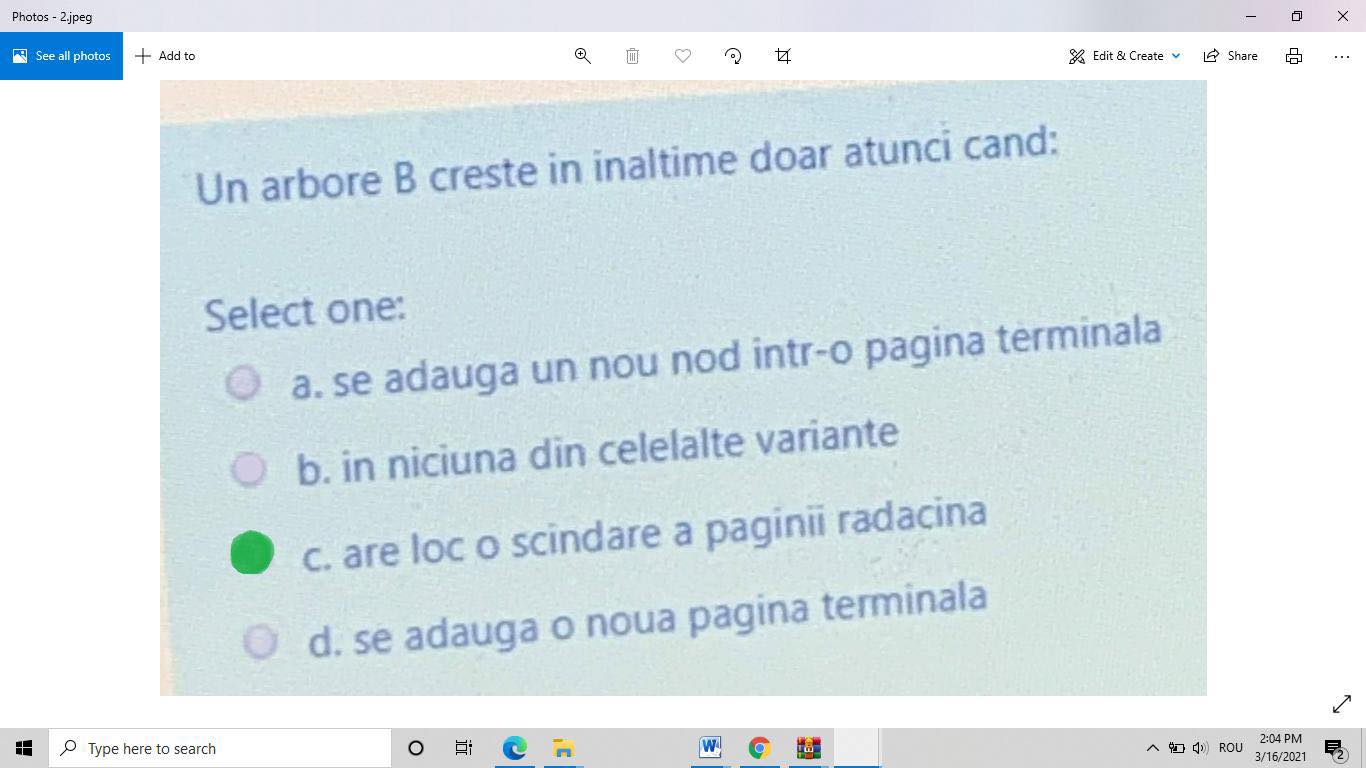 Photos - 2.jpeg
See all photos
Add to
Edit & Create
Share
Un arbore B creste in inaltime doar atunci cand:
Select one:
a. se adauga un nou nod intr-o pagina terminala
b. in niciuna din celelalte variante
c. are loc o scindare a paginii radacina
d. se adauga o noua pagina terminala
Type here to search
ROU
2:04 PM
3/16/2021
2